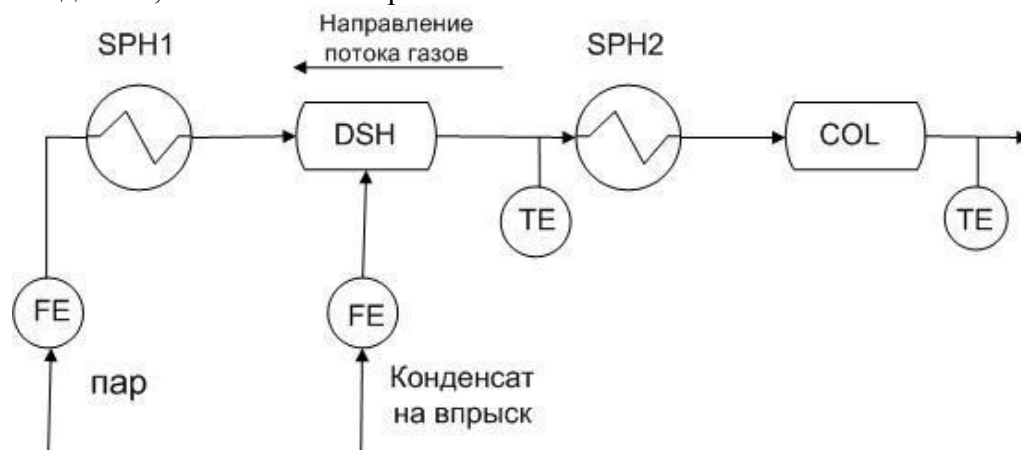 Направление
потока газов
SPH1
SPH2
DSH
COL
TE
TE
FE
FE
пар
Конденсат
на впрыск